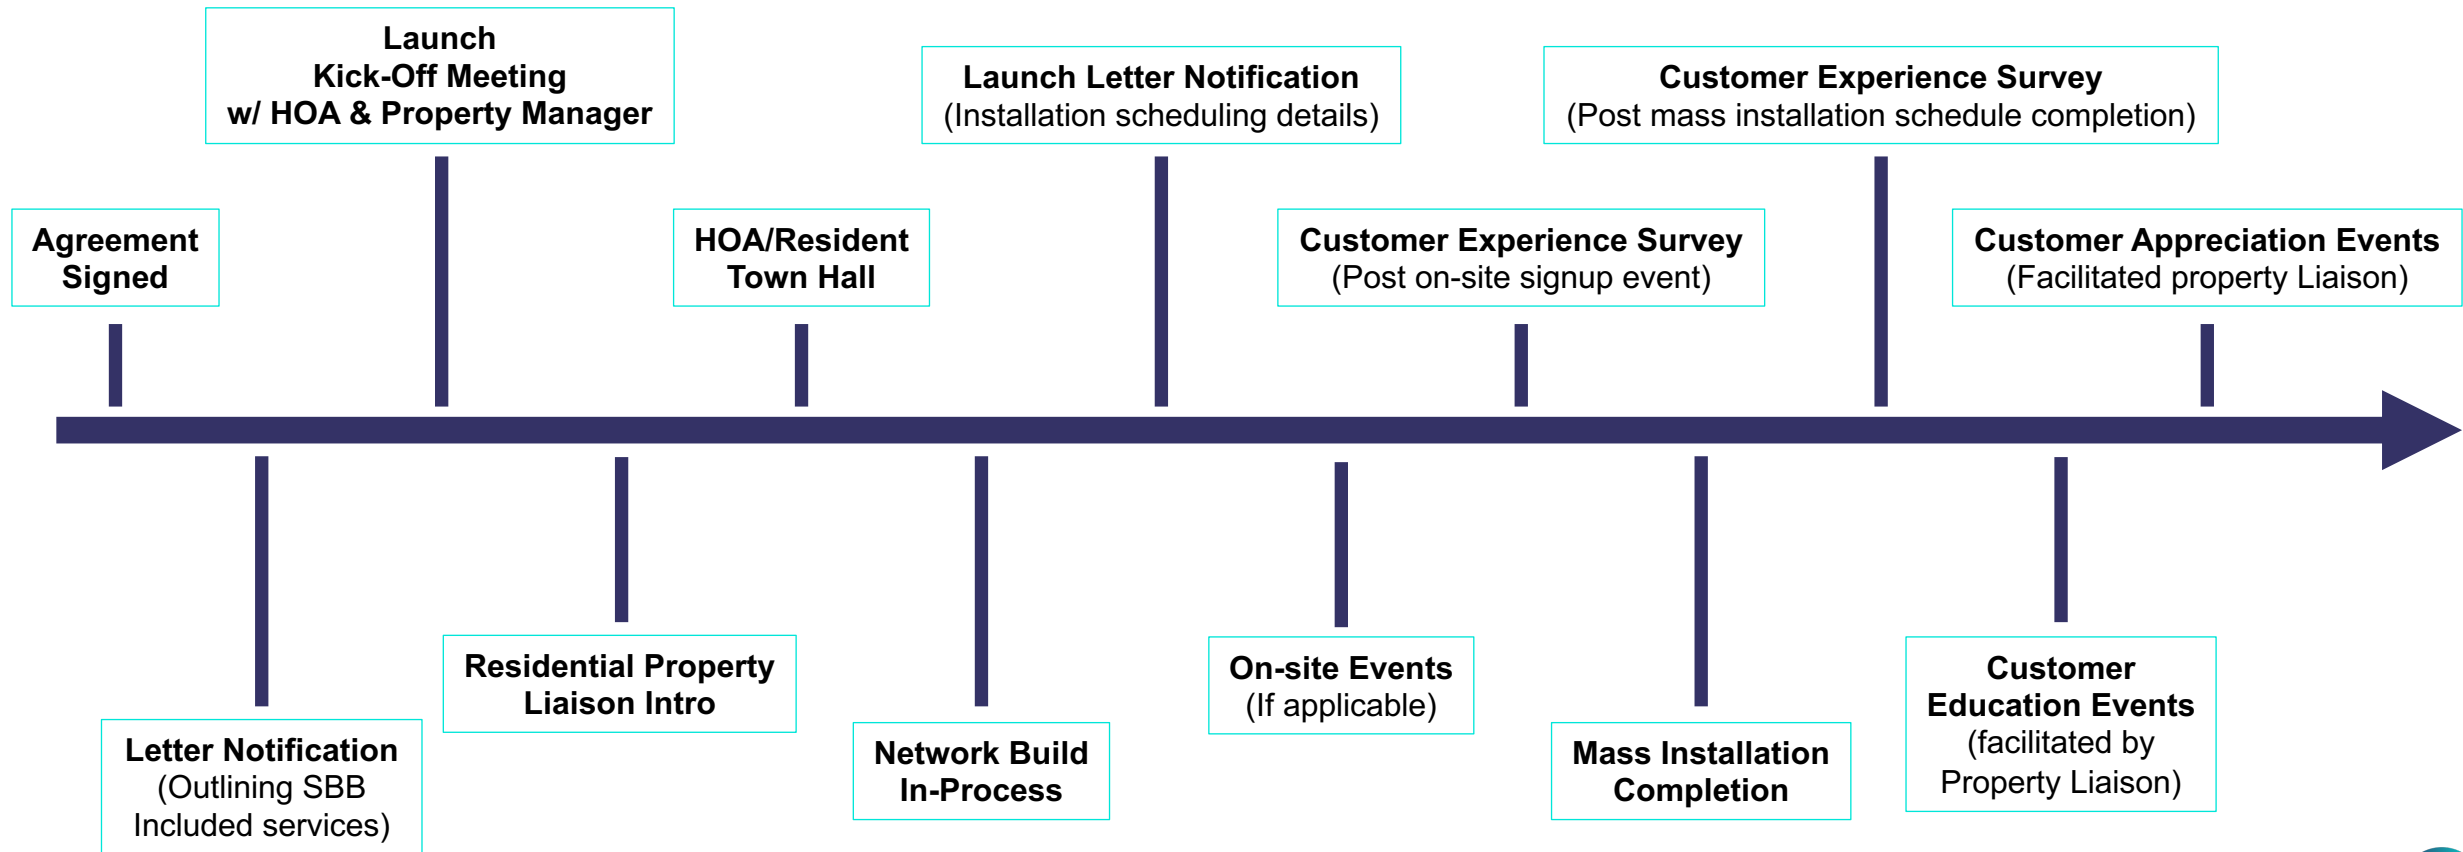 Launch
Kick-Off Meeting
w/ HOA & Property Manager
Launch Letter Notification
(Installation scheduling details)
Customer Experience Survey
(Post mass installation schedule completion)
Agreement
Signed
HOA/Resident
Town Hall
Customer Experience Survey
(Post on-site signup event)
Customer Appreciation Events
(Facilitated property Liaison)
Letter Notification
(Outlining SBB
Included services)
Residential Property
Liaison Intro
Network Build
In-Process
On-site Events
(If applicable)
Mass Installation
Completion
Customer
Education Events
(facilitated by
Property Liaison)